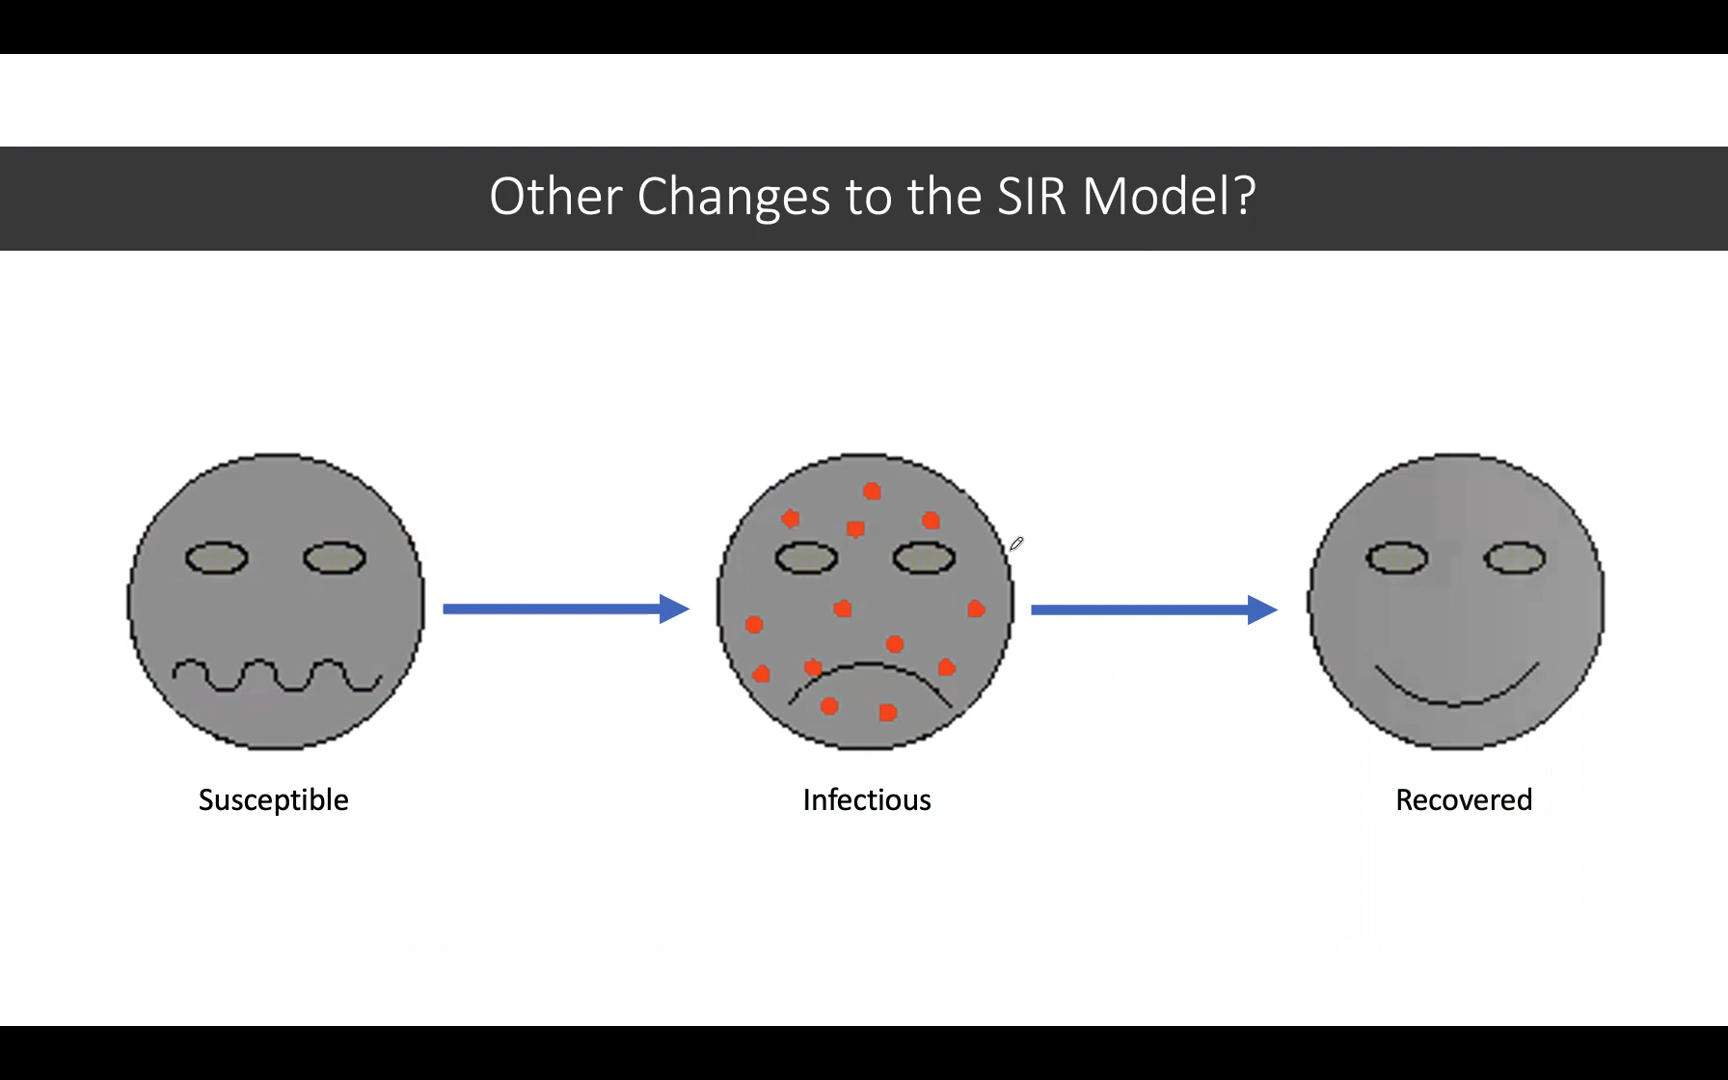 Other Changes to the SIR Model?
Susceptible
Infectious
Recovered